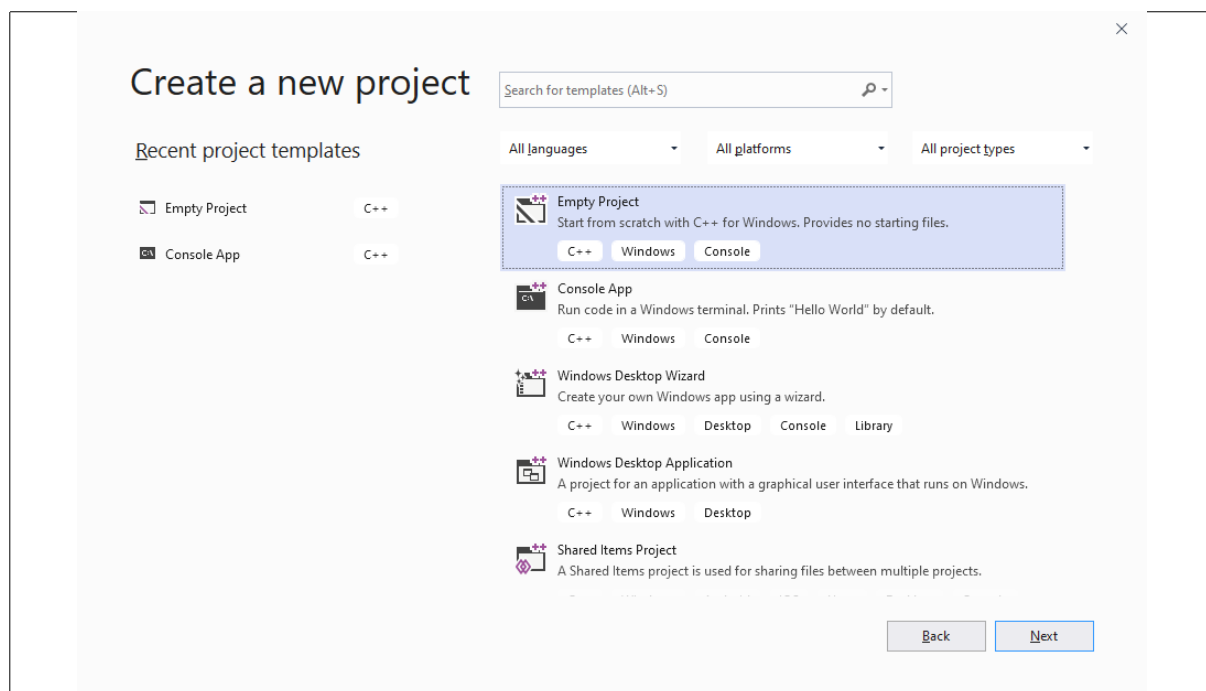 Create a new project
Search for templates (Alt+S)
Recent project templates
Empty Project C++
Console App C++
All languages All platforms All project types
Empty Project
Start from scratch with C++ for Windows. Provides no starting files.
C++ Windows Console
Console App
Run code in a Windows terminal. Prints "Hello World" by default.
C++ Windows Console
Windows Desktop Wizard
Create your own Windows app using a wizard.
C++ Windows Desktop Console Library
Windows Desktop Application
A project for an application with a graphical user interface that runs on Windows.
C++ Windows Desktop
Shared Items Project
A Shared Items project is used for sharing files between multiple projects.
Back Next